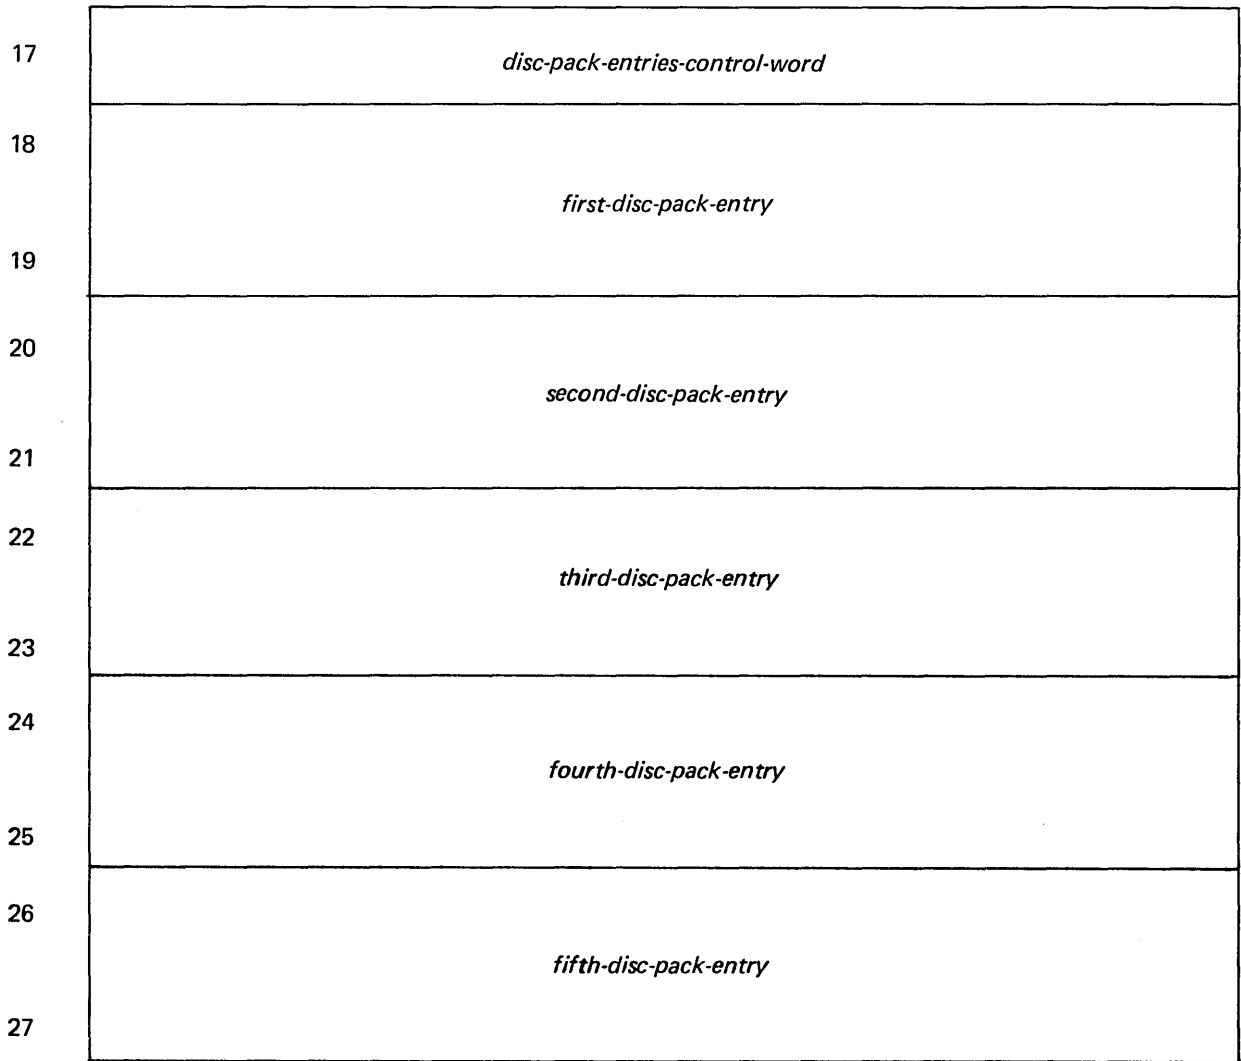 17
disc-pack-entries-control-word
18
first-disc-pack-entry
19
20
second-disc-pack-entry
21
22
third-disc-pack-entry
23
24
fourth-disc-pack-entry
25
26
fifth-disc-pack-entry
27